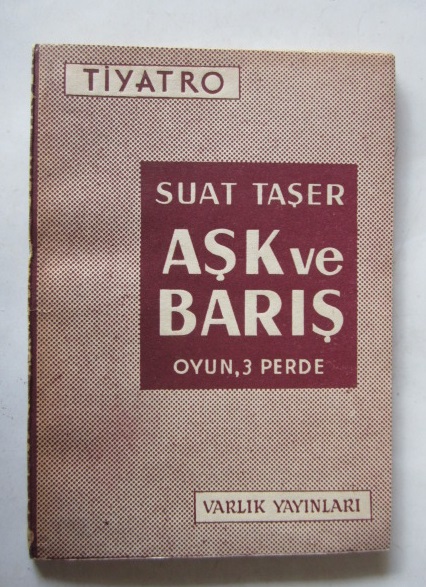 TİYATRO
SUAT TAŞER
AŞK ve
BARIŞ
OYUN, 3 PERDE
VARLIK YAYINLARI